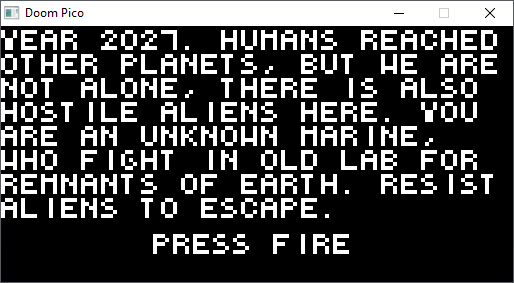 Doom Pico
YEAR 2027. HUMANS REACHED
OTHER PLANETS, BUT WE ARE
NOT ALONE, THERE IS ALSO
HOSTILE ALIENS HERE. YOU
ARE AN UNKNOWN MARINE,
WHO FIGHT IN OLD LAB FOR
REMNANTS OF EARTH. RESIST
ALIENS TO ESCAPE.
PRESS FIRE